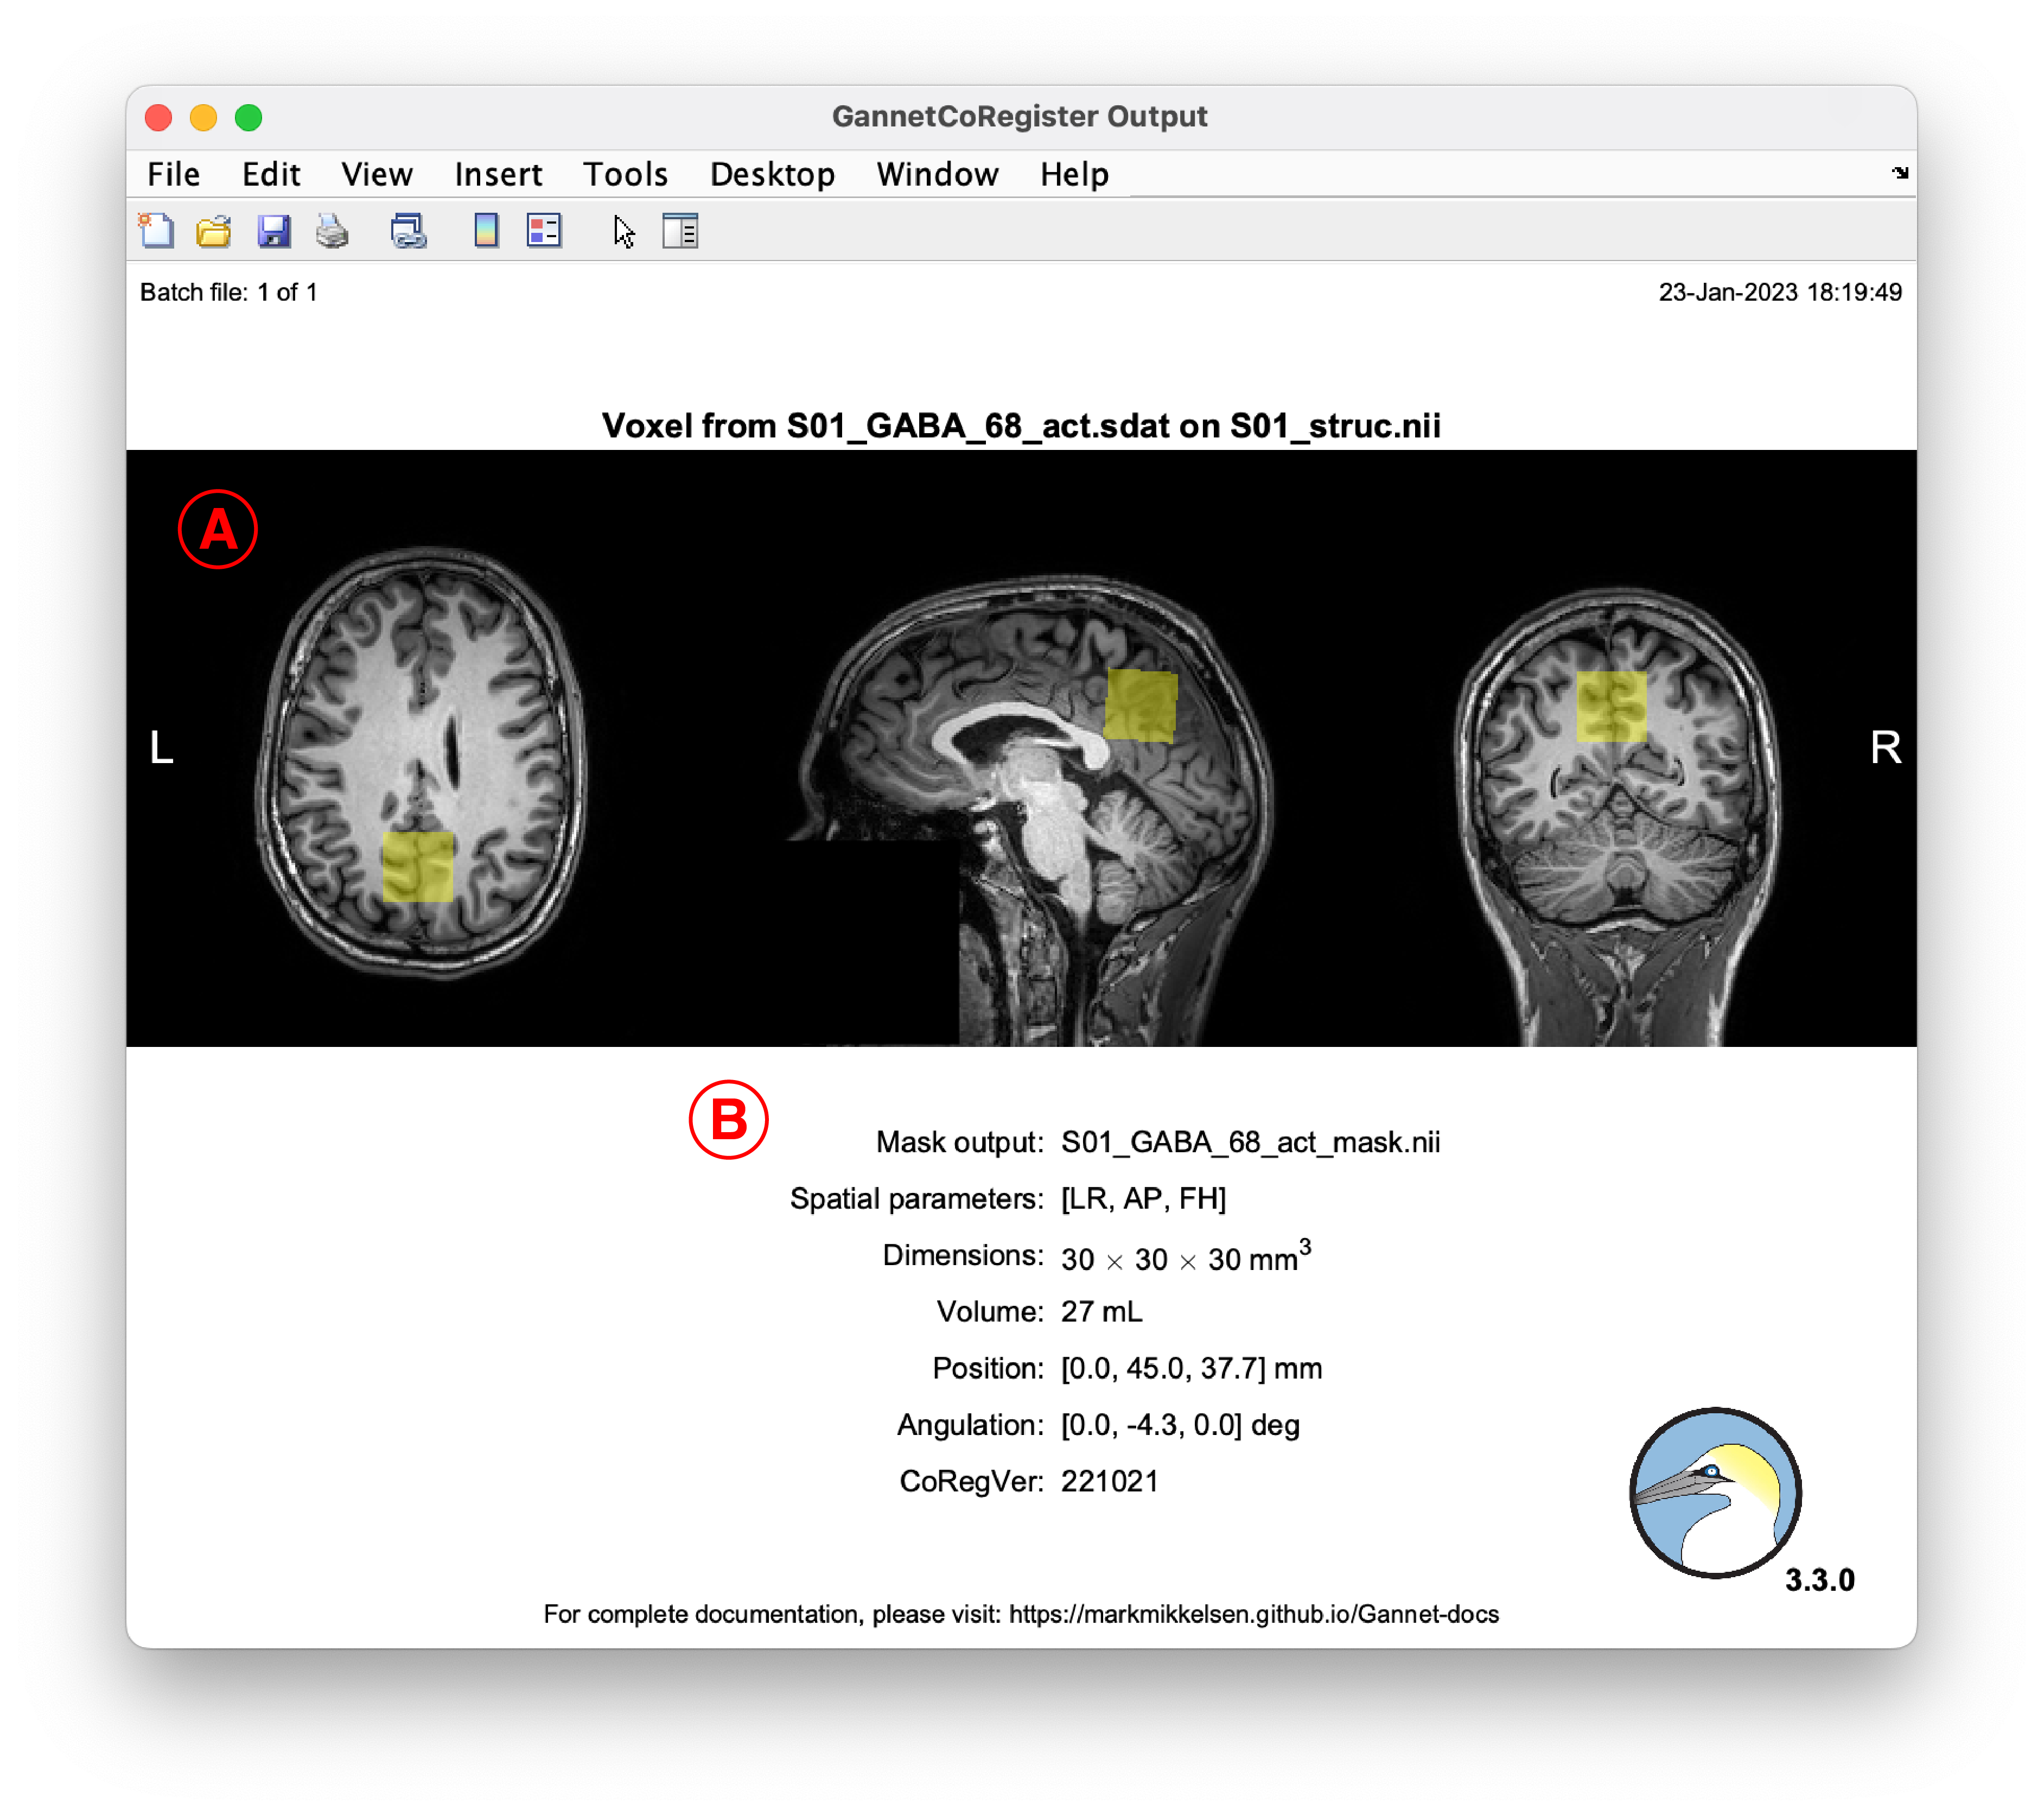 GannetCoRegister Output
File Edit View Insert Tools Desktop Window Help
Batch file: 1 of 1
23-Jan-2023 18:19:49
Voxel from S01_GABA_68_act.sdat on S01_struc.nii
A
L
R
B
Mask output: S01_GABA_68_act_mask.nii
Spatial parameters: [LR, AP, FH]
Dimensions: 30 × 30 × 30 mm³
Volume: 27 mL
Position: [0.0, 45.0, 37.7] mm
Angulation: [0.0, -4.3, 0.0] deg
CoRegVer: 221021
3.3.0
For complete documentation, please visit: https://markmikkelsen.github.io/Gannet-docs